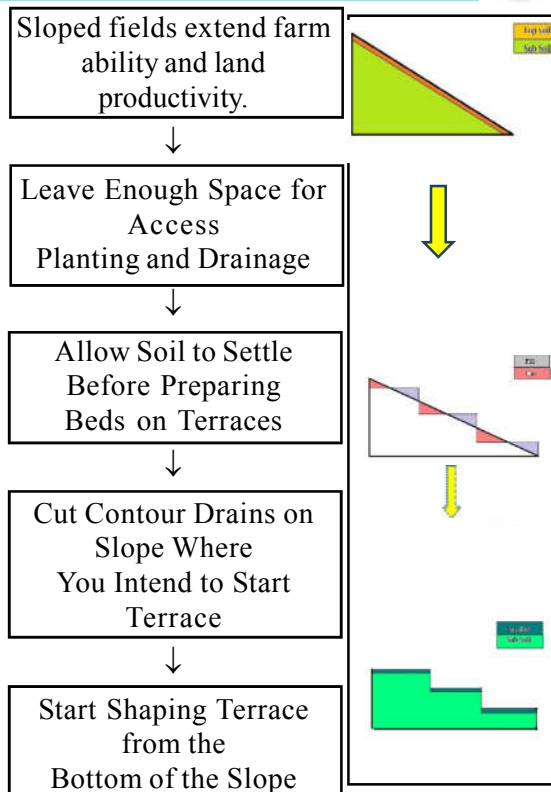 Sloped fields extend farm
ability and land
productivity.
↓
Leave Enough Space for
Access
Planting and Drainage
↓
Allow Soil to Settle
Before Preparing
Beds on Terraces
↓
Cut Contour Drains on
Slope Where
You Intend to Start
Terrace
↓
Start Shaping Terrace
from the
Bottom of the Slope
Top Soil
Sub Soil
Fill
Cut
Sub Soil